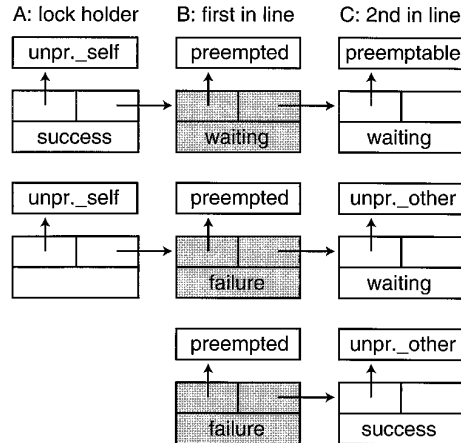 A: lock holder B: first in line C: 2nd in line
unpr._self preempted preemptable
success waiting waiting
unpr._self preempted unpr._other
failure waiting
preempted unpr._other
failure success